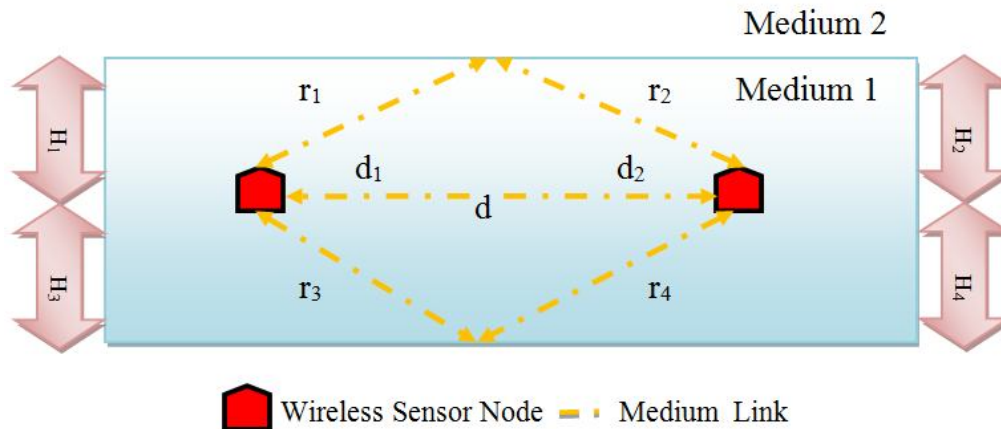 Medium 2
Medium 1
r₁
r₂
H₁
H₂
d₁
d₂
d
H₃
r₃
r₄
H₄
Wireless Sensor Node
Medium Link